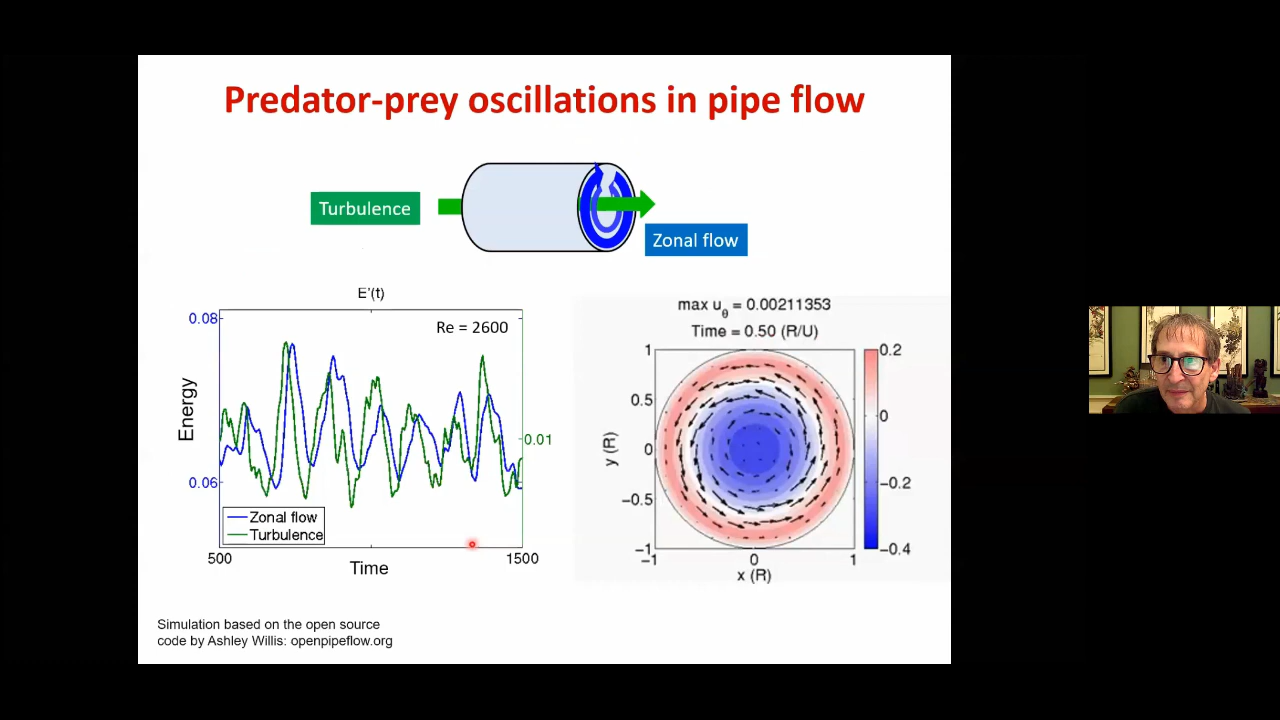 Predator-prey oscillations in pipe flow
Turbulence
Zonal flow
E'(t)
Re = 2600
0.08
0.06
Energy
0.01
Zonal flow
Turbulence
500
1500
Time
max uθ = 0.00211353
Time = 0.50 (R/U)
1
0.5
0
−0.5
−1
y (R)
−1
0
1
x (R)
0.2
0
−0.2
−0.4
Simulation based on the open source
code by Ashley Willis: openpipeflow.org